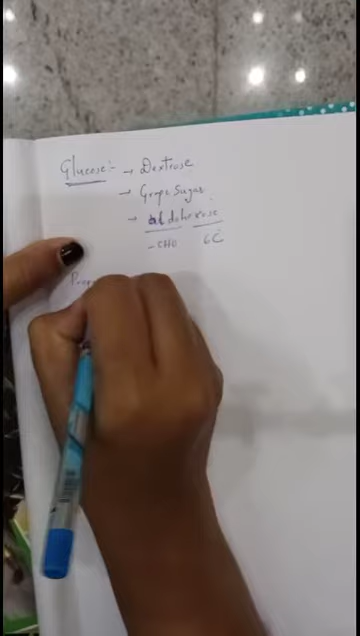 Glucose:- → Dextrose
→ Grape Sugar
→ aldohexose
-CHO 6C